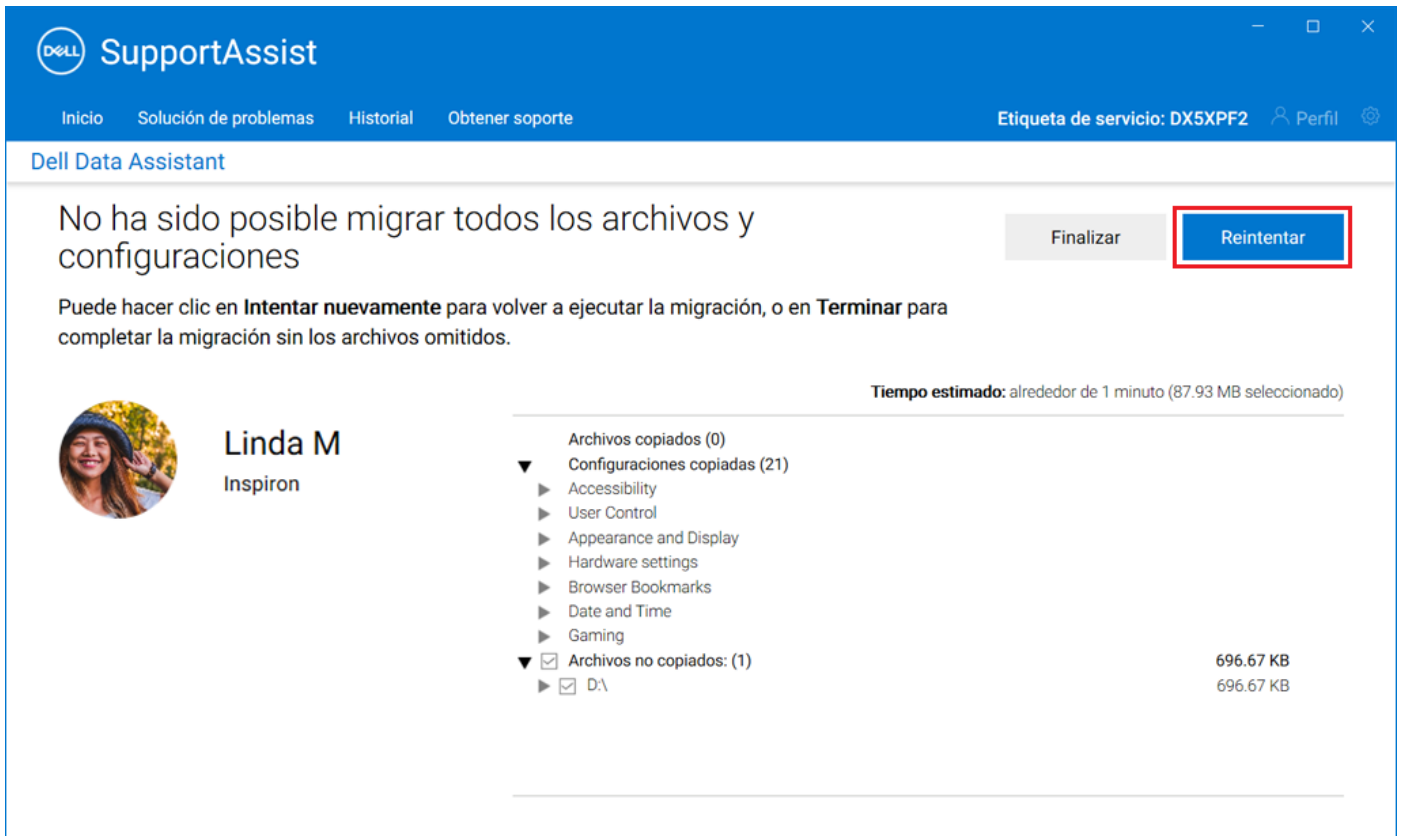 DELL SupportAssist
Inicio Solución de problemas Historial Obtener soporte Etiqueta de servicio: DX5XPF2 Perfil
Dell Data Assistant
No ha sido posible migrar todos los archivos y
configuraciones
Finalizar Reintentar
Puede hacer clic en Intentar nuevamente para volver a ejecutar la migración, o en Terminar para
completar la migración sin los archivos omitidos.
Tiempo estimado: alrededor de 1 minuto (87.93 MB seleccionado)
Linda M
Inspiron
Archivos copiados (0)
Configuraciones copiadas (21)
Accessibility
User Control
Appearance and Display
Hardware settings
Browser Bookmarks
Date and Time
Gaming
Archivos no copiados: (1) 696.67 KB
D:\ 696.67 KB